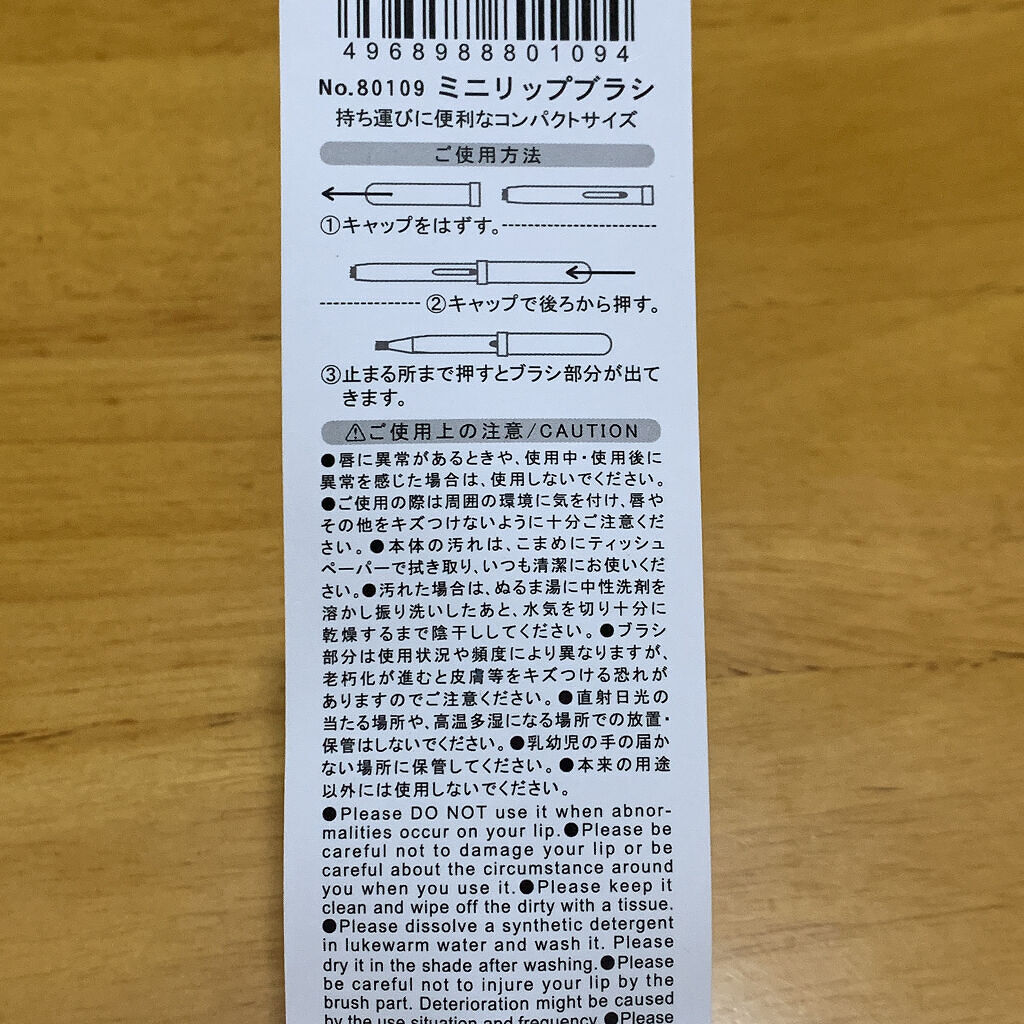 4968988801094
No.80109 ミニリップブラシ
持ち運びに便利なコンパクトサイズ
ご使用方法
①キャップをはずす。
②キャップで後ろから押す。
③止まる所まで押すとブラシ部分が出て
きます。
⚠ご使用上の注意/CAUTION
●唇に異常があるときや、使用中・使用後に
異常を感じた場合は、使用しないでください。
●ご使用の際は周囲の環境に気を付け、唇や
その他をキズつけないように十分ご注意くだ
さい。●本体の汚れは、こまめにティッシュ
ペーパーで拭き取り、いつも清潔にお使いくだ
さい。●汚れた場合は、ぬるま湯に中性洗剤を
溶かし振り洗いしたあと、水気を切り十分に
乾燥するまで陰干ししてください。●ブラシ
部分は使用状況や頻度により異なりますが、
老朽化が進むと皮膚等をキズつける恐れが
ありますのでご注意ください。●直射日光の
当たる場所や、高温多湿になる場所での放置・
保管はしないでください。●乳幼児の手の届か
ない場所に保管してください。●本来の用途
以外には使用しないでください。
●Please DO NOT use it when abnor-
malities occur on your lip.●Please be
careful not to damage your lip or be
careful about the circumstance around
you when you use it.●Please keep it
clean and wipe off the dirty with a tissue.
●Please dissolve a synthetic detergent
in lukewarm water and wash it. Please
dry it in the shade after washing.●Please
be careful not to injure your lip by the
brush part. Deterioration might be caused
by the use situation and frequency.●Please